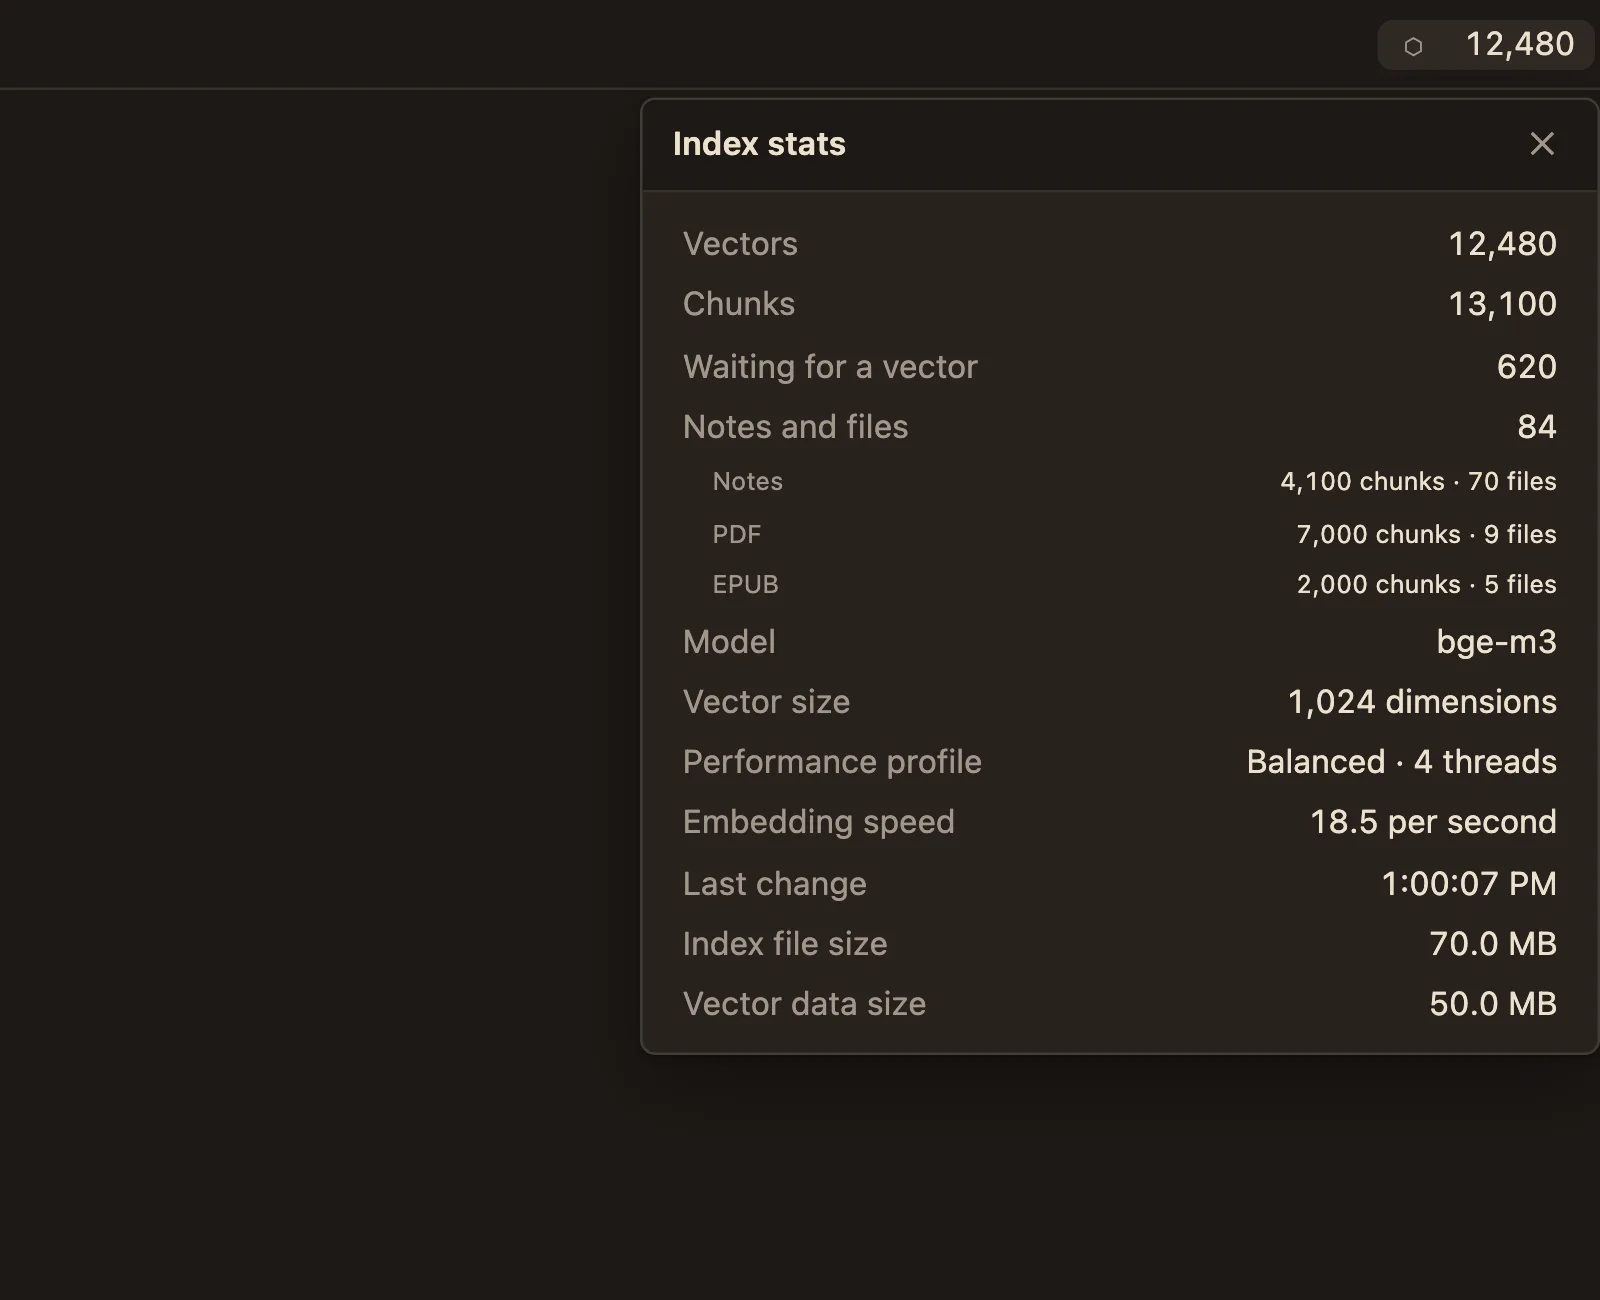 12,480
Index stats
Vectors 12,480
Chunks 13,100
Waiting for a vector 620
Notes and files 84
Notes 4,100 chunks · 70 files
PDF 7,000 chunks · 9 files
EPUB 2,000 chunks · 5 files
Model bge-m3
Vector size 1,024 dimensions
Performance profile Balanced · 4 threads
Embedding speed 18.5 per second
Last change 1:00:07 PM
Index file size 70.0 MB
Vector data size 50.0 MB